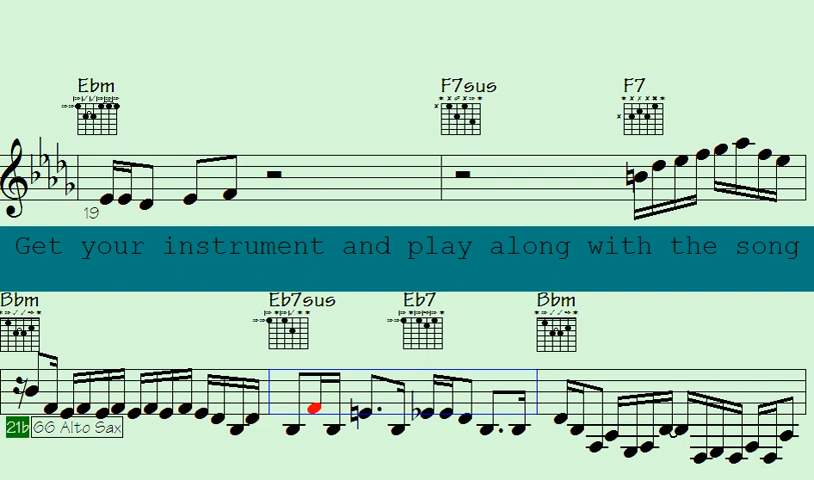 Ebm F7sus F7
19
Get your instrument and play along with the song
Bbm Eb7sus Eb7 Bbm
21b 66 Alto Sax